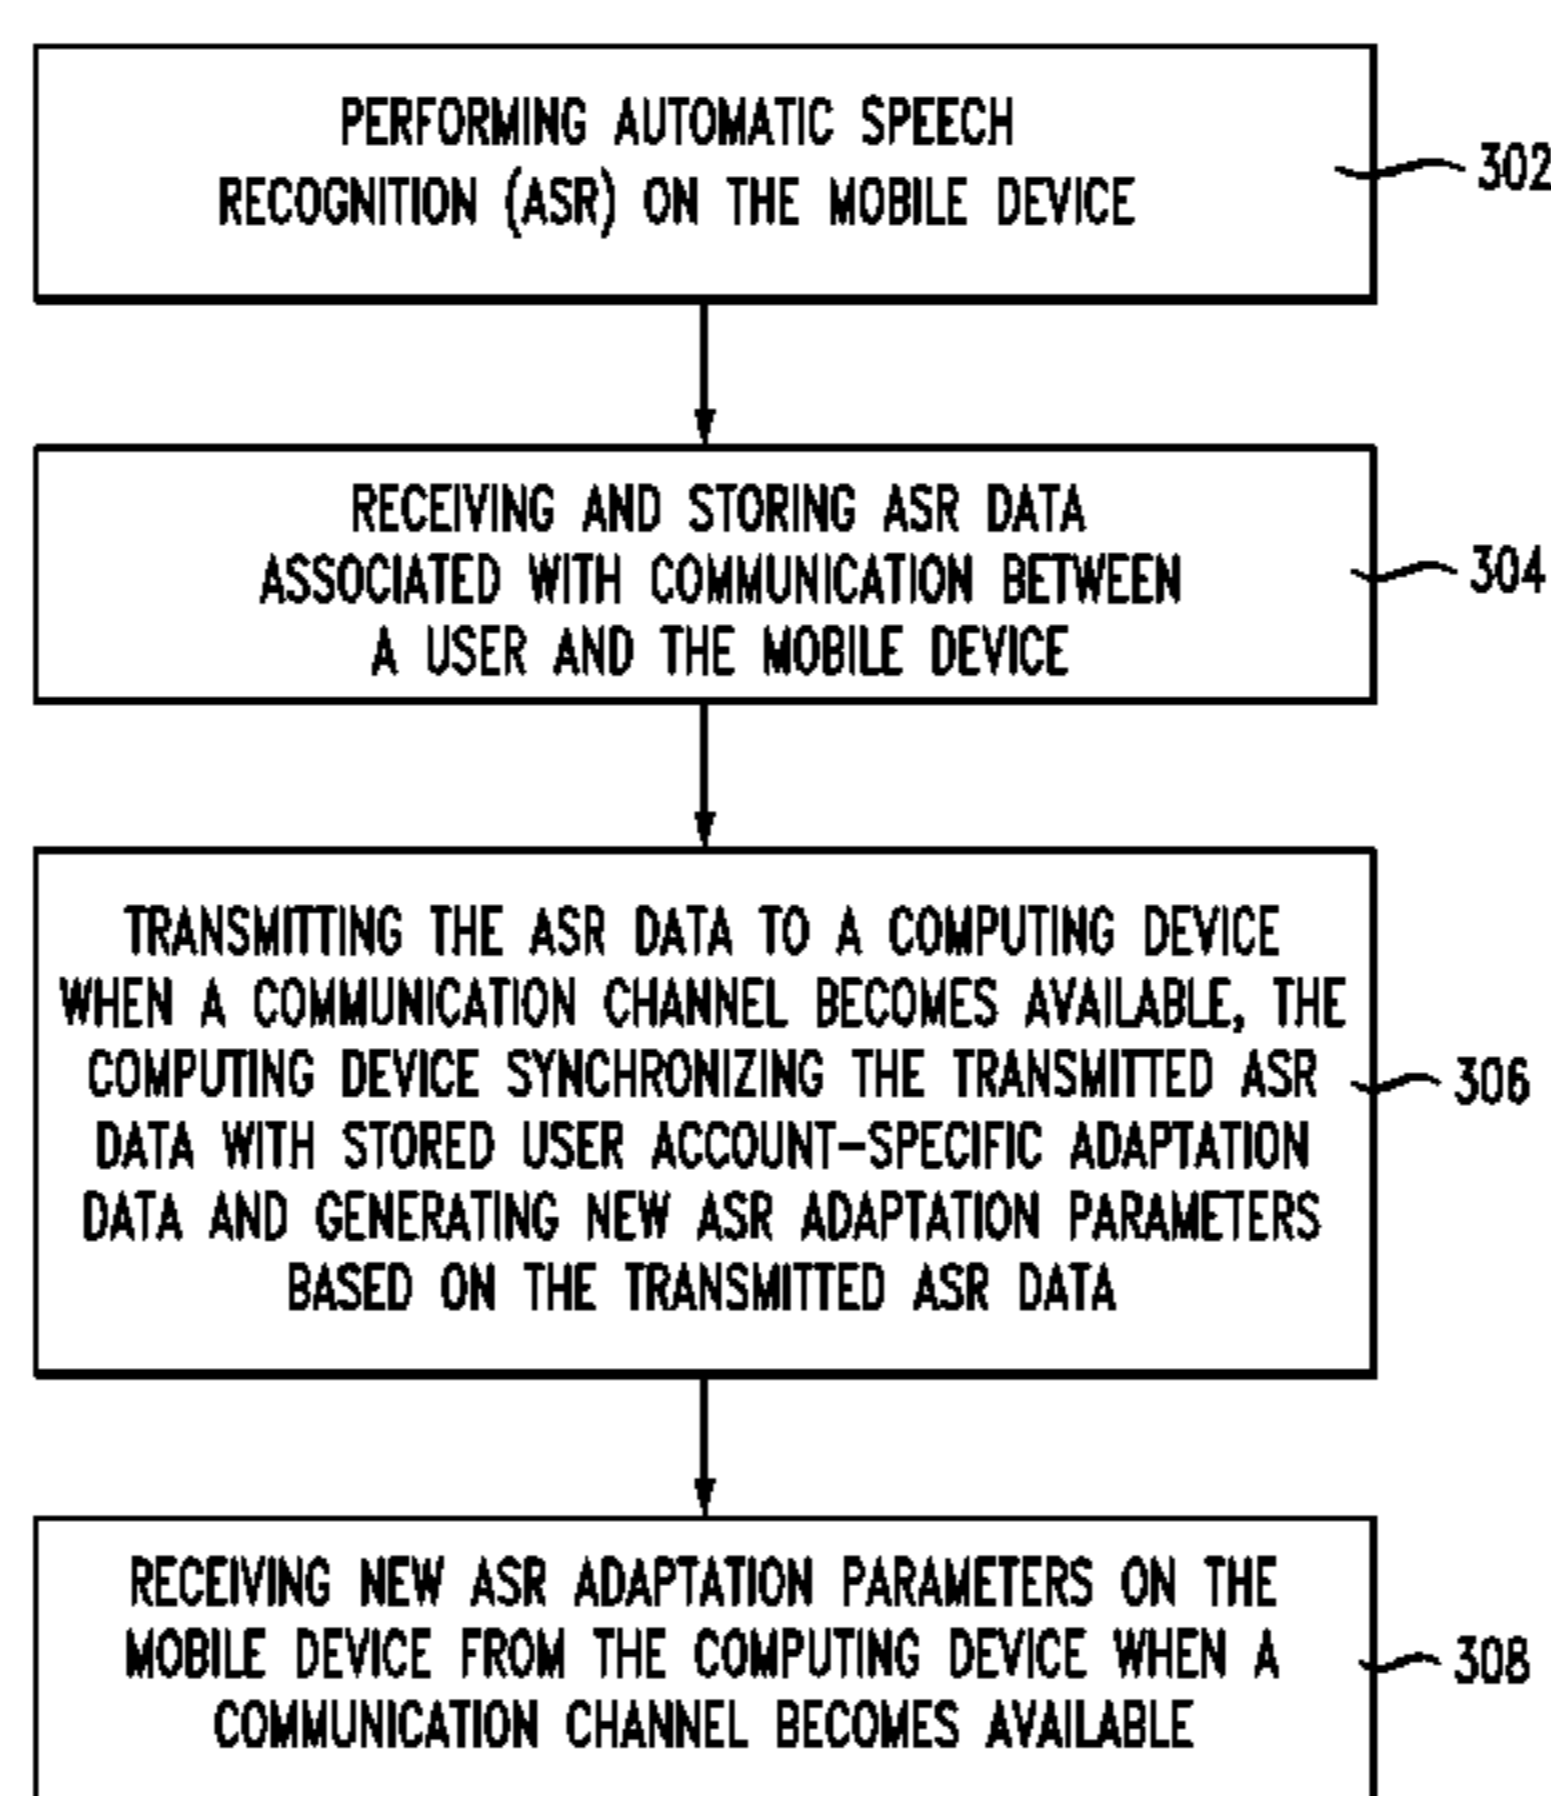 PERFORMING AUTOMATIC SPEECH
RECOGNITION (ASR) ON THE MOBILE DEVICE
302
RECEIVING AND STORING ASR DATA
ASSOCIATED WITH COMMUNICATION BETWEEN
A USER AND THE MOBILE DEVICE
304
TRANSMITTING THE ASR DATA TO A COMPUTING DEVICE
WHEN A COMMUNICATION CHANNEL BECOMES AVAILABLE, THE
COMPUTING DEVICE SYNCHRONIZING THE TRANSMITTED ASR
DATA WITH STORED USER ACCOUNT-SPECIFIC ADAPTATION
DATA AND GENERATING NEW ASR ADAPTATION PARAMETERS
BASED ON THE TRANSMITTED ASR DATA
306
RECEIVING NEW ASR ADAPTATION PARAMETERS ON THE
MOBILE DEVICE FROM THE COMPUTING DEVICE WHEN A
COMMUNICATION CHANNEL BECOMES AVAILABLE
308